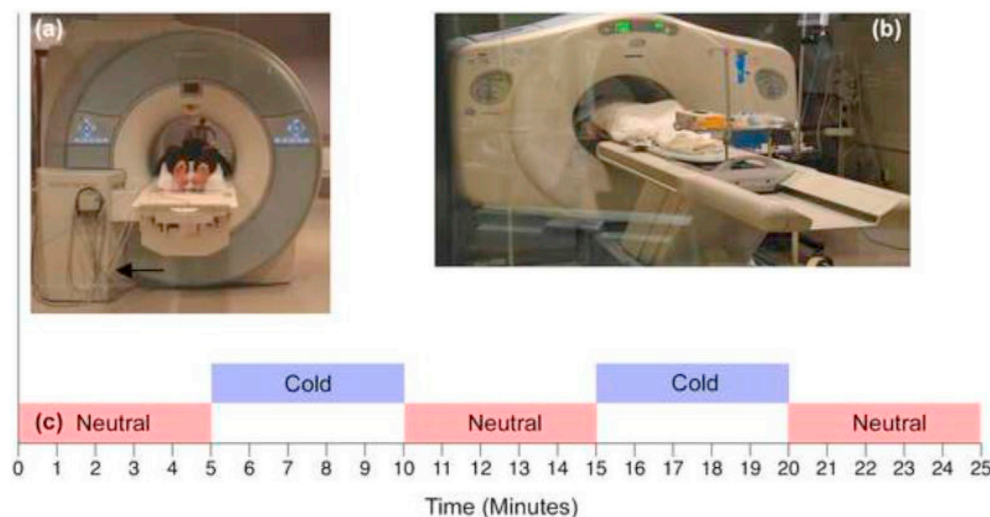 (a)
(b)
Cold
Cold
(c) Neutral
Neutral
Neutral
0 1 2 3 4 5 6 7 8 9 10 11 12 13 14 15 16 17 18 19 20 21 22 23 24 25
Time (Minutes)